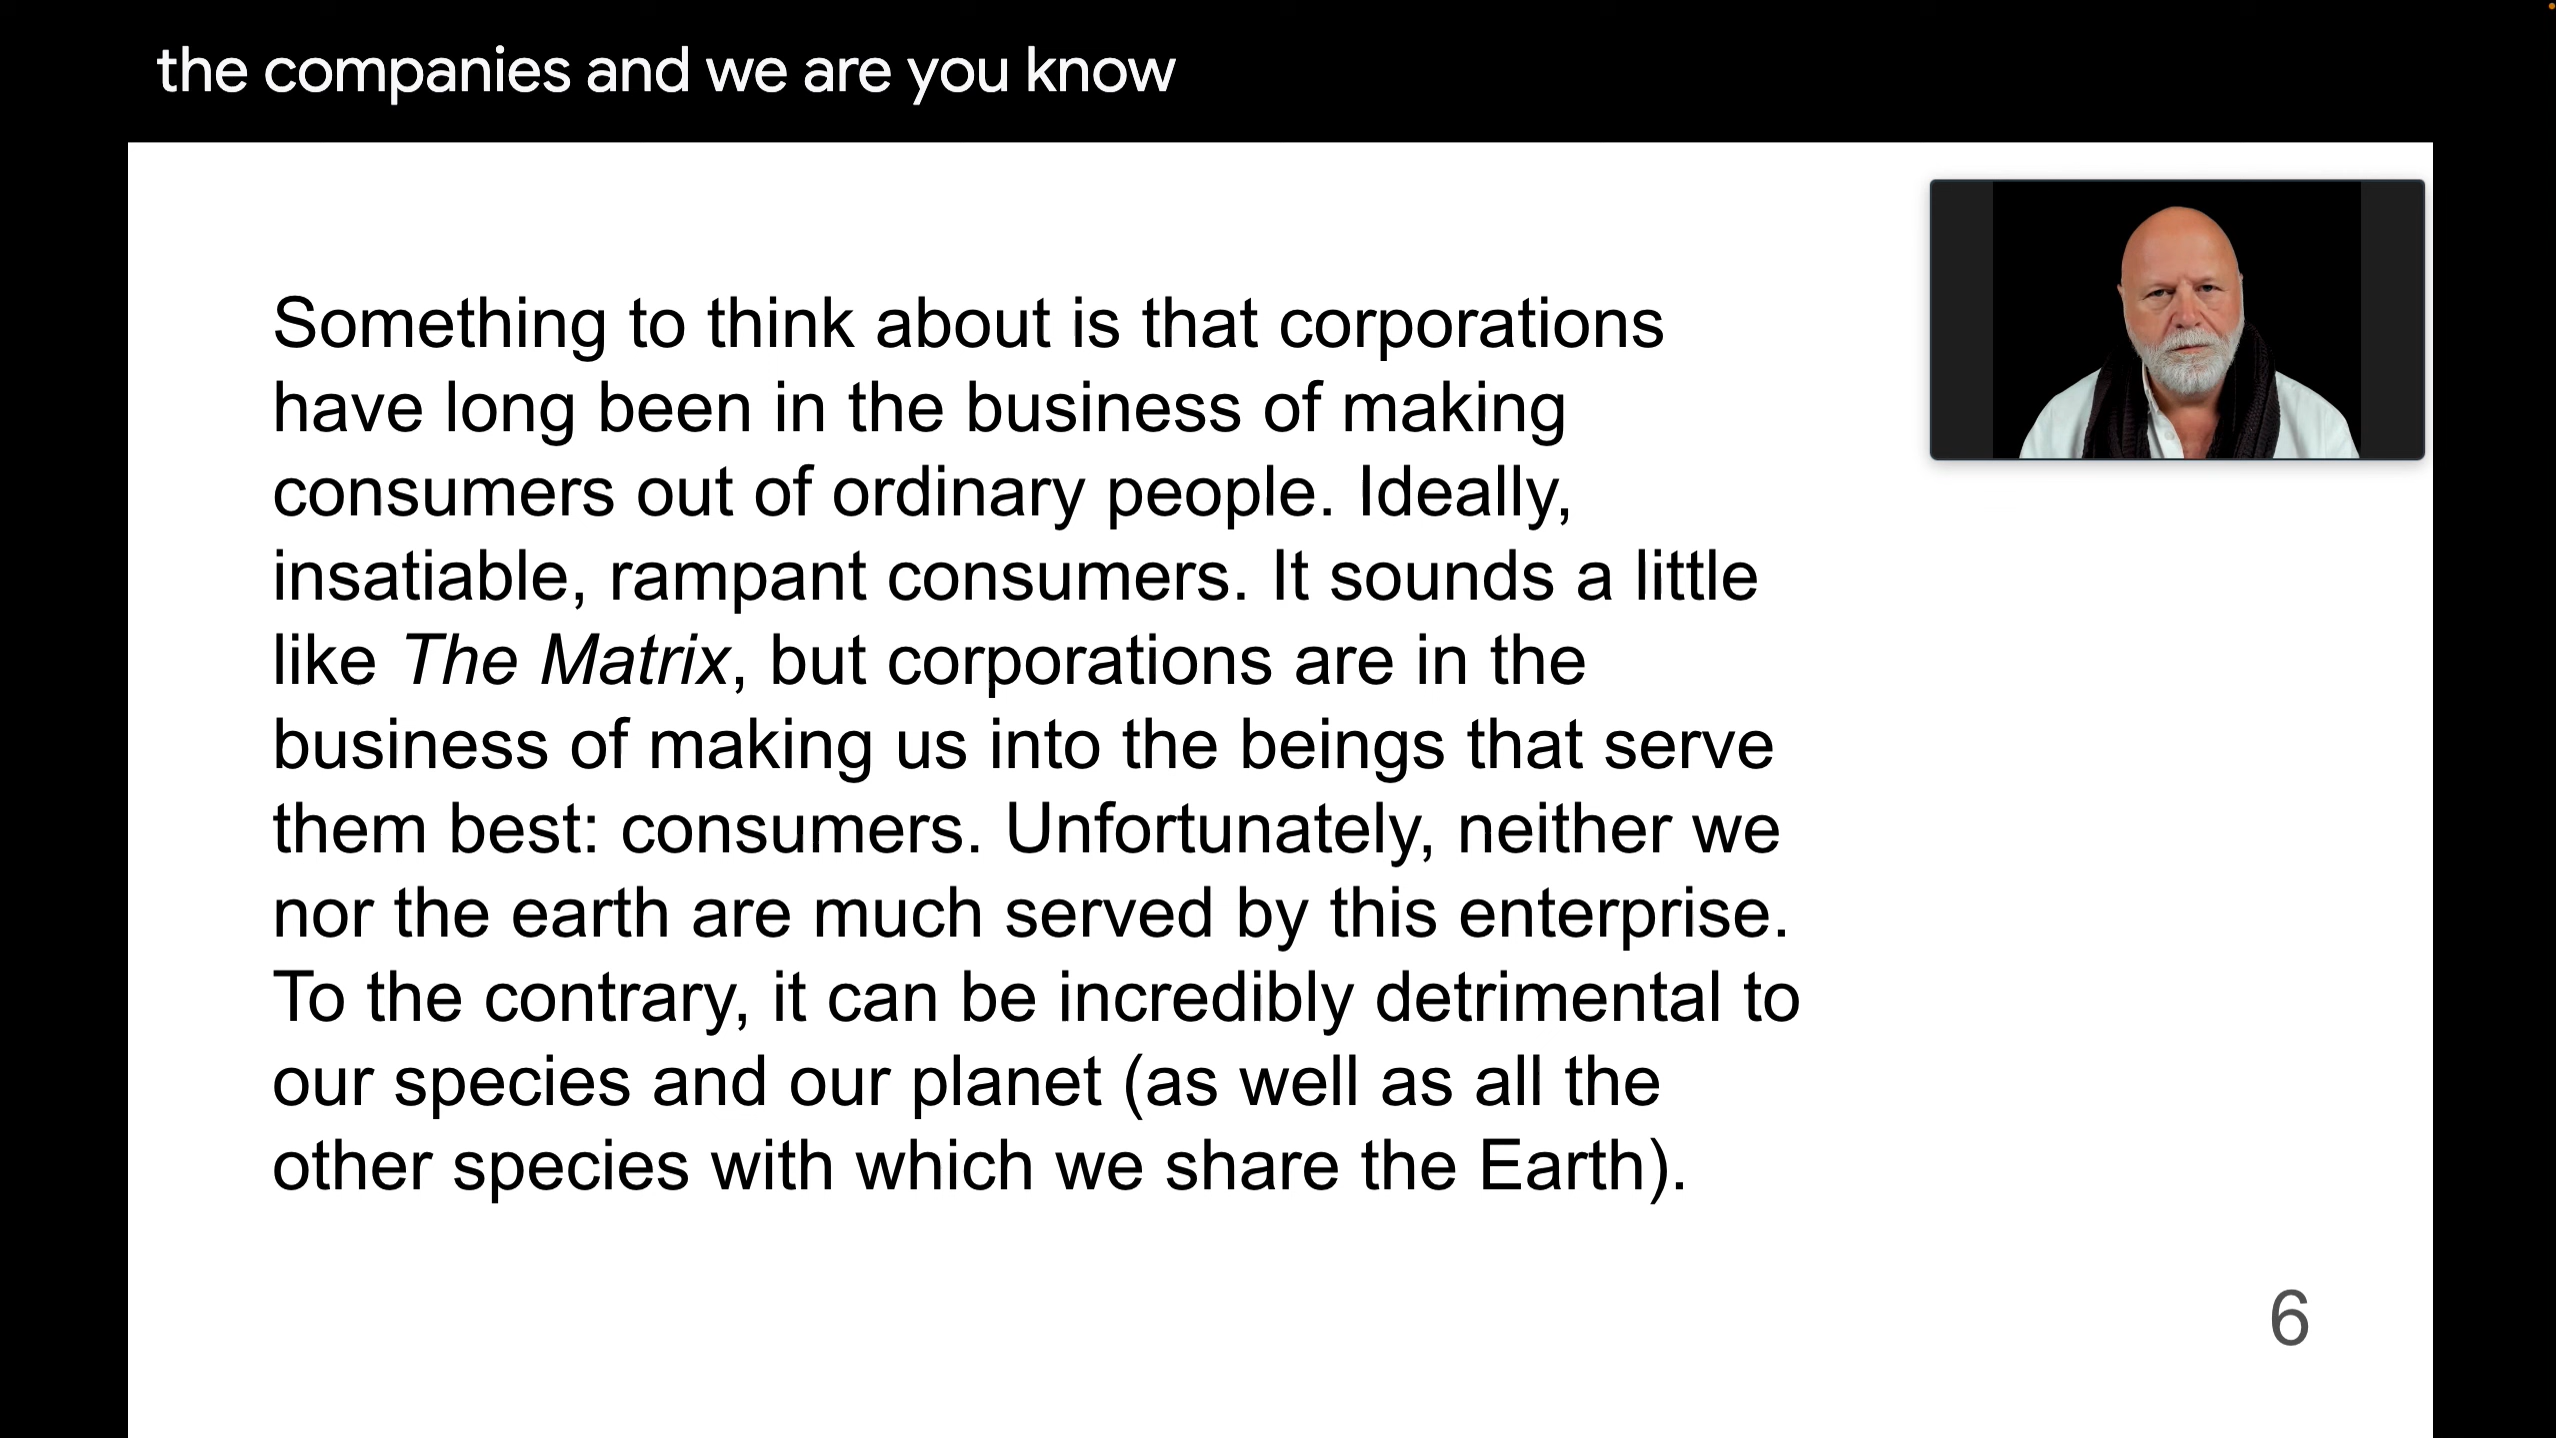 the companies and we are you know
Something to think about is that corporations
have long been in the business of making
consumers out of ordinary people. Ideally,
insatiable, rampant consumers. It sounds a little
like The Matrix, but corporations are in the
business of making us into the beings that serve
them best: consumers. Unfortunately, neither we
nor the earth are much served by this enterprise.
To the contrary, it can be incredibly detrimental to
our species and our planet (as well as all the
other species with which we share the Earth).
6